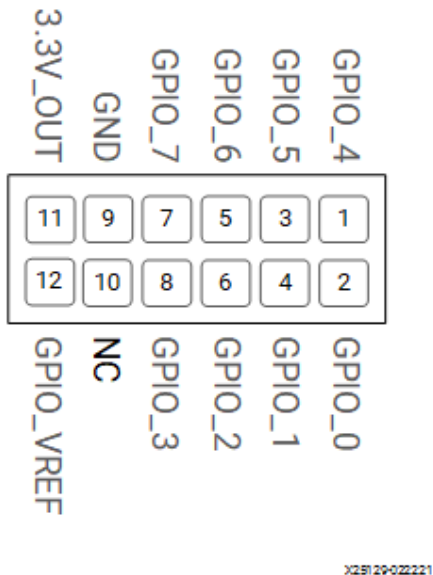 3.3V_OUT
GND
GPIO_7
GPIO_6
GPIO_5
GPIO_4
11 9 7 5 3 1
12 10 8 6 4 2
GPIO_VREF
NC
GPIO_3
GPIO_2
GPIO_1
GPIO_0
X25129-022221